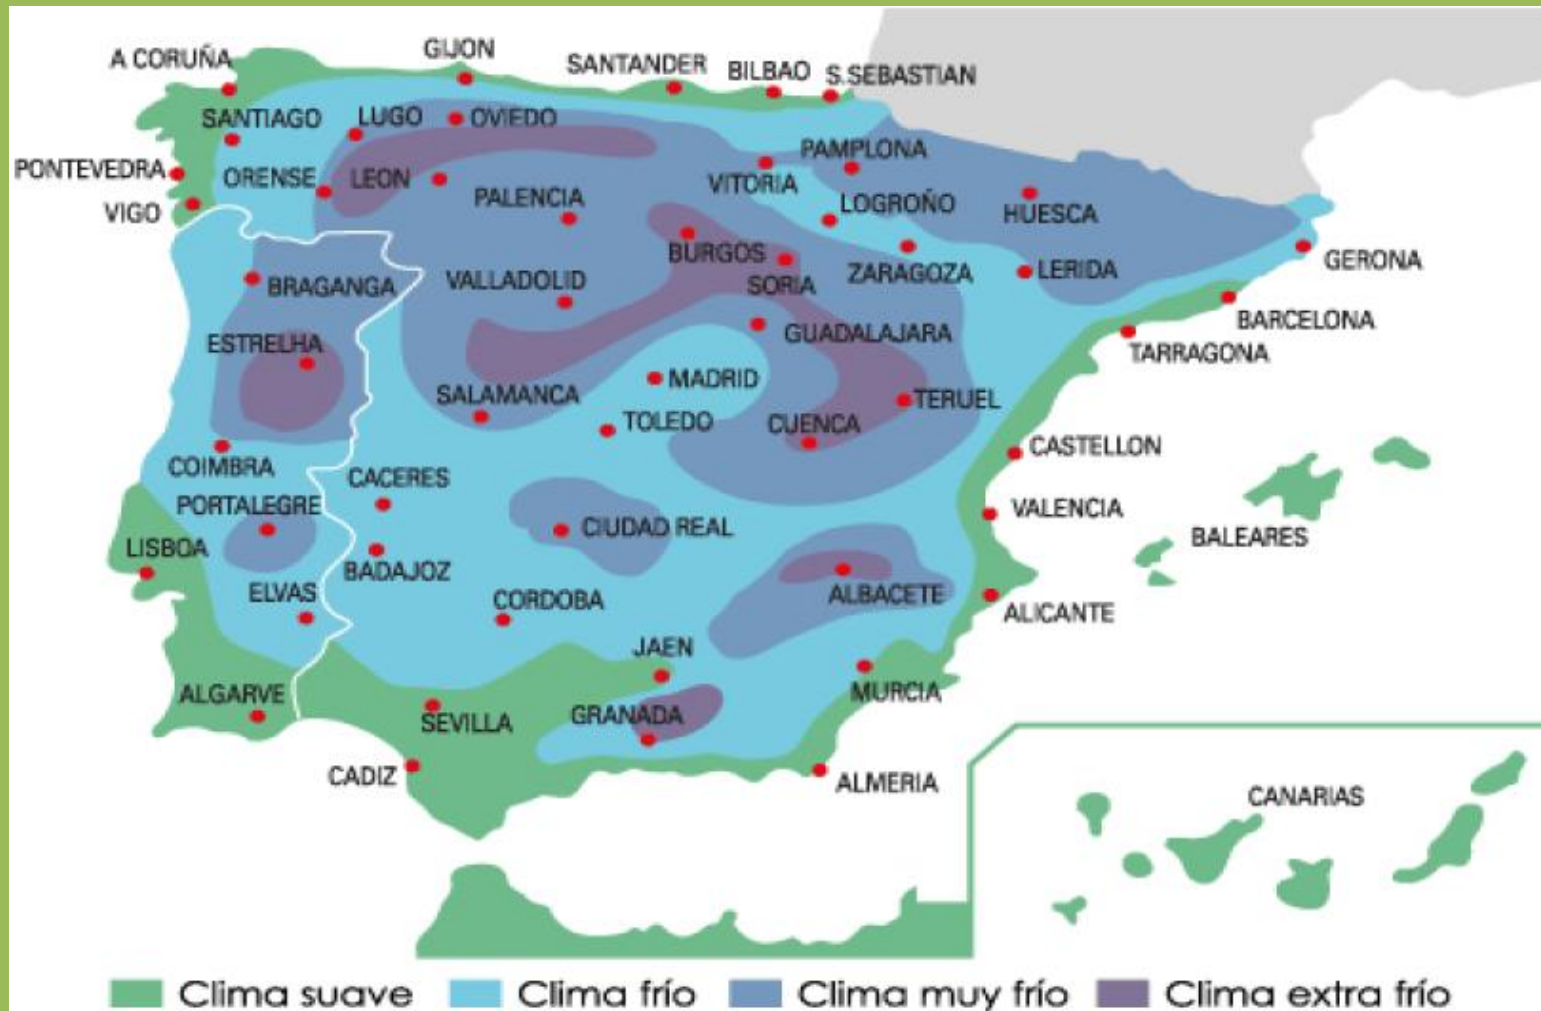 A CORUÑA
GIJON
SANTANDER
BILBAO
S.SEBASTIAN
SANTIAGO
LUGO
OVIEDO
PONTEVEDRA
ORENSE
LEON
PAMPLONA
VITORIA
VIGO
PALENCIA
LOGROÑO
HUESCA
BURGOS
GERONA
BRAGANGA
VALLADOLID
SORIA
ZARAGOZA
LERIDA
BARCELONA
ESTRELHA
GUADALAJARA
TARRAGONA
SALAMANCA
MADRID
TERUEL
TOLEDO
CUENCA
CASTELLON
COIMBRA
CACERES
PORTALEGRE
CIUDAD REAL
VALENCIA
BALEARES
LISBOA
BADAJOZ
ELVAS
CORDOBA
ALBACETE
ALICANTE
JAEN
ALGARVE
SEVILLA
GRANADA
MURCIA
CADIZ
ALMERIA
CANARIAS
Clima suave
Clima frío
Clima muy frío
Clima extra frío